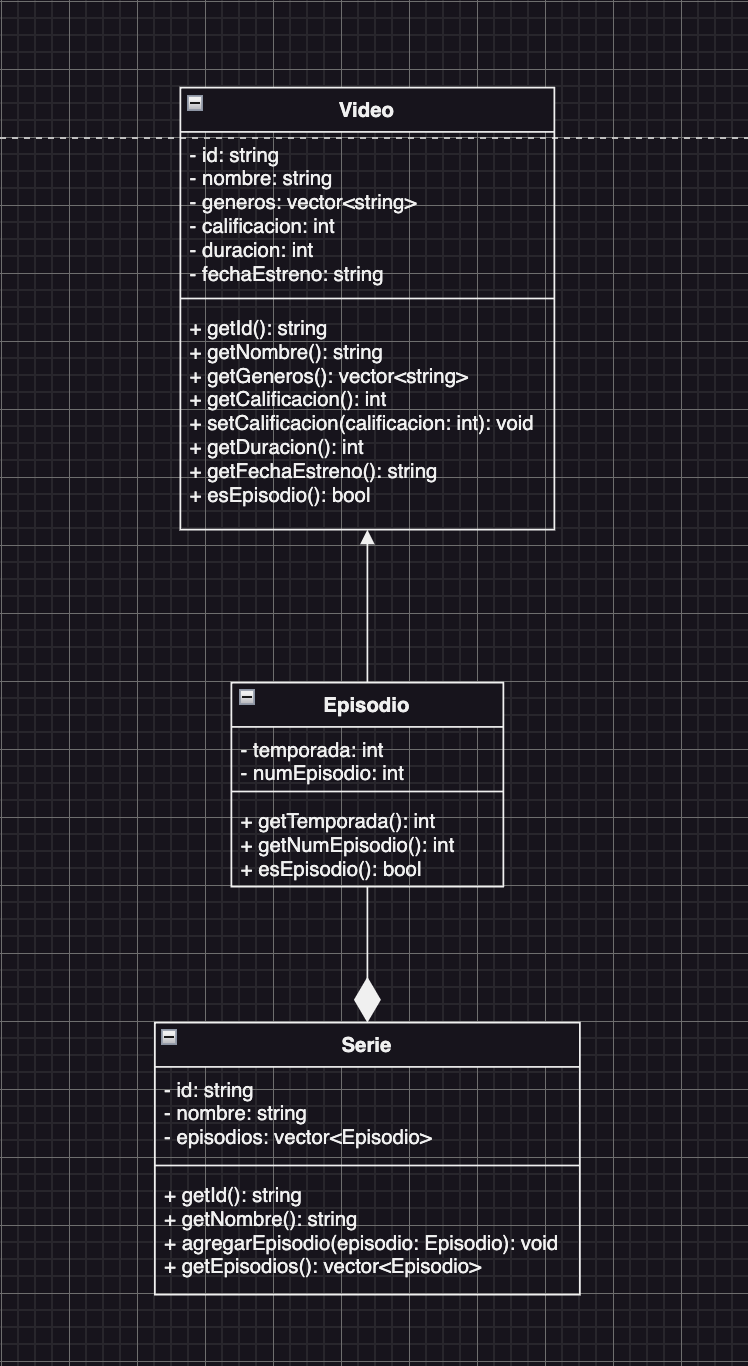 Video
- id: string
- nombre: string
- generos: vector<string>
- calificacion: int
- duracion: int
- fechaEstreno: string
+ getId(): string
+ getNombre(): string
+ getGeneros(): vector<string>
+ getCalificacion(): int
+ setCalificacion(calificacion: int): void
+ getDuracion(): int
+ getFechaEstreno(): string
+ esEpisodio(): bool
Episodio
- temporada: int
- numEpisodio: int
+ getTemporada(): int
+ getNumEpisodio(): int
+ esEpisodio(): bool
Serie
- id: string
- nombre: string
- episodios: vector<Episodio>
+ getId(): string
+ getNombre(): string
+ agregarEpisodio(episodio: Episodio): void
+ getEpisodios(): vector<Episodio>